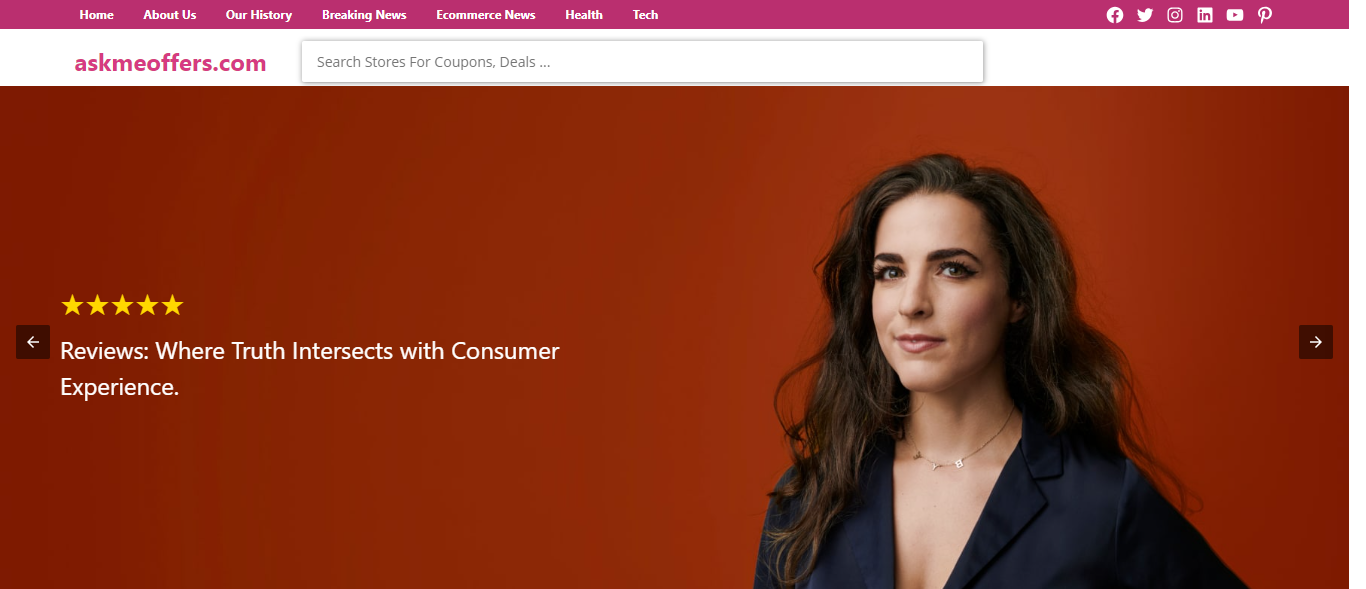 Home About Us Our History Breaking News Ecommerce News Health Tech
askmeoffers.com Search Stores For Coupons, Deals ...
Reviews: Where Truth Intersects with Consumer
Experience.